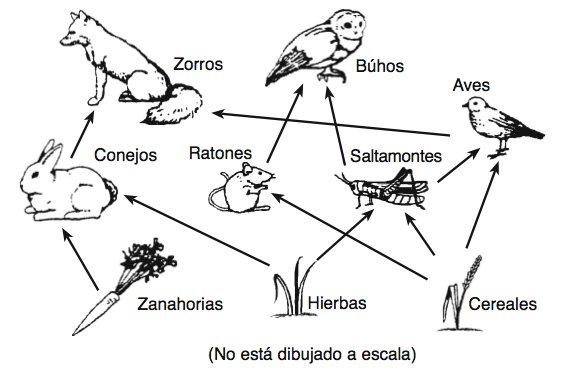 Zorros
Búhos
Aves
Conejos
Ratones
Saltamontes
Zanahorias
Hierbas
Cereales
(No está dibujado a escala)